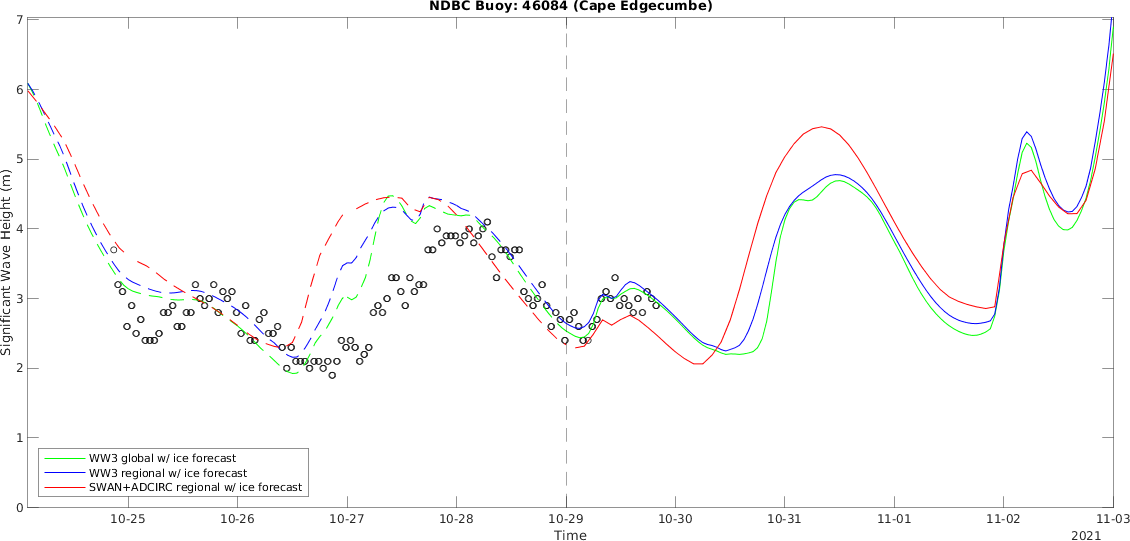 NDBC Buoy: 46084 (Cape Edgecumbe)
7
6
5
4
3
2
1
0
Significant Wave Height (m)
WW3 global w/ ice forecast
WW3 regional w/ ice forecast
SWAN+ADCIRC regional w/ ice forecast
10-25 10-26 10-27 10-28 10-29 10-30 10-31 11-01 11-02 11-03
Time
2021